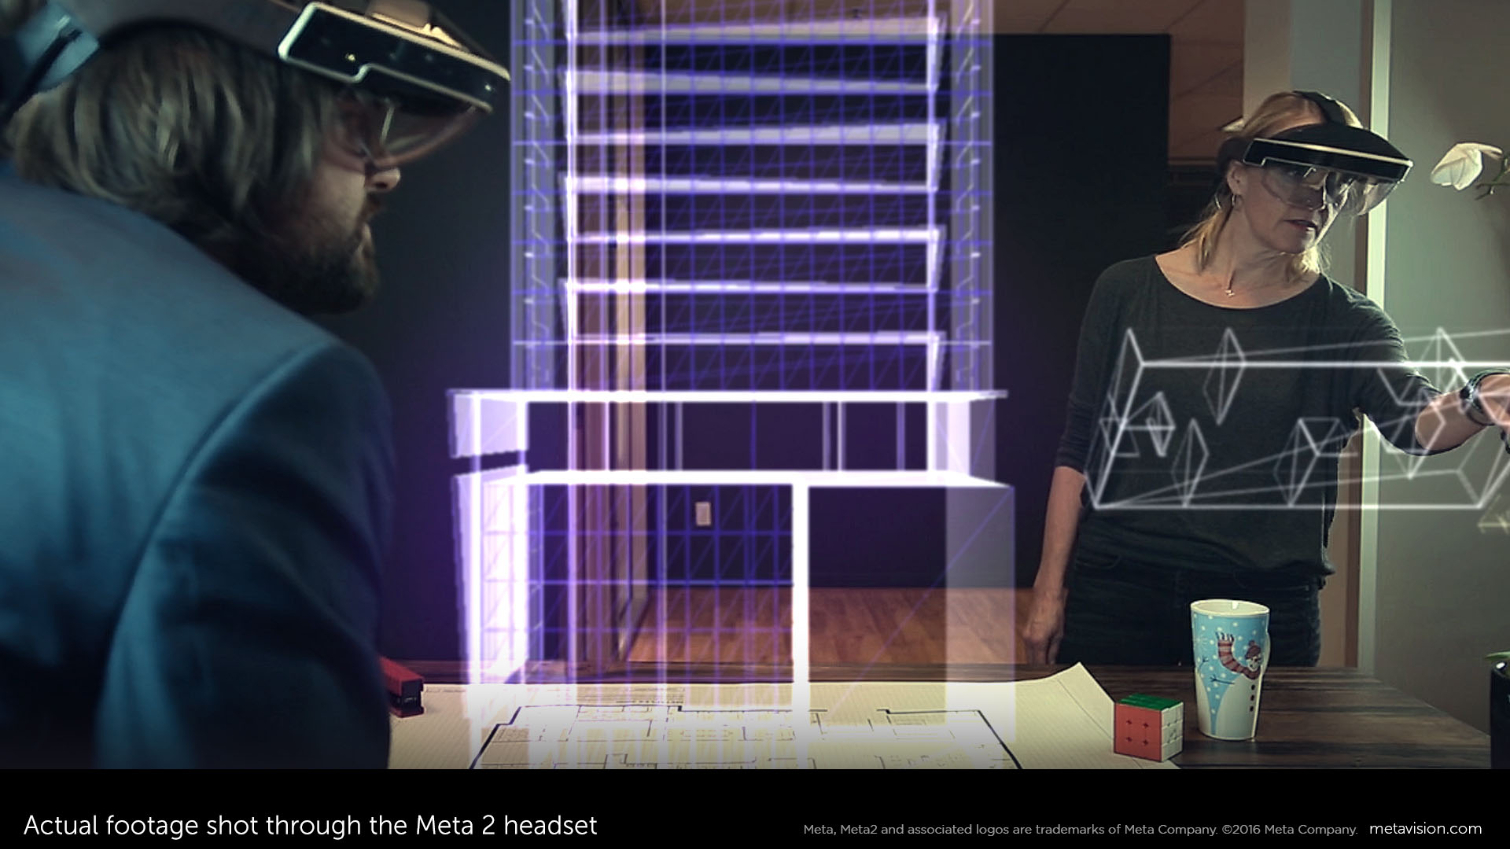 Actual footage shot through the Meta 2 headset
Meta, Meta2 and associated logos are trademarks of Meta Company. ©2016 Meta Company. metavision.com